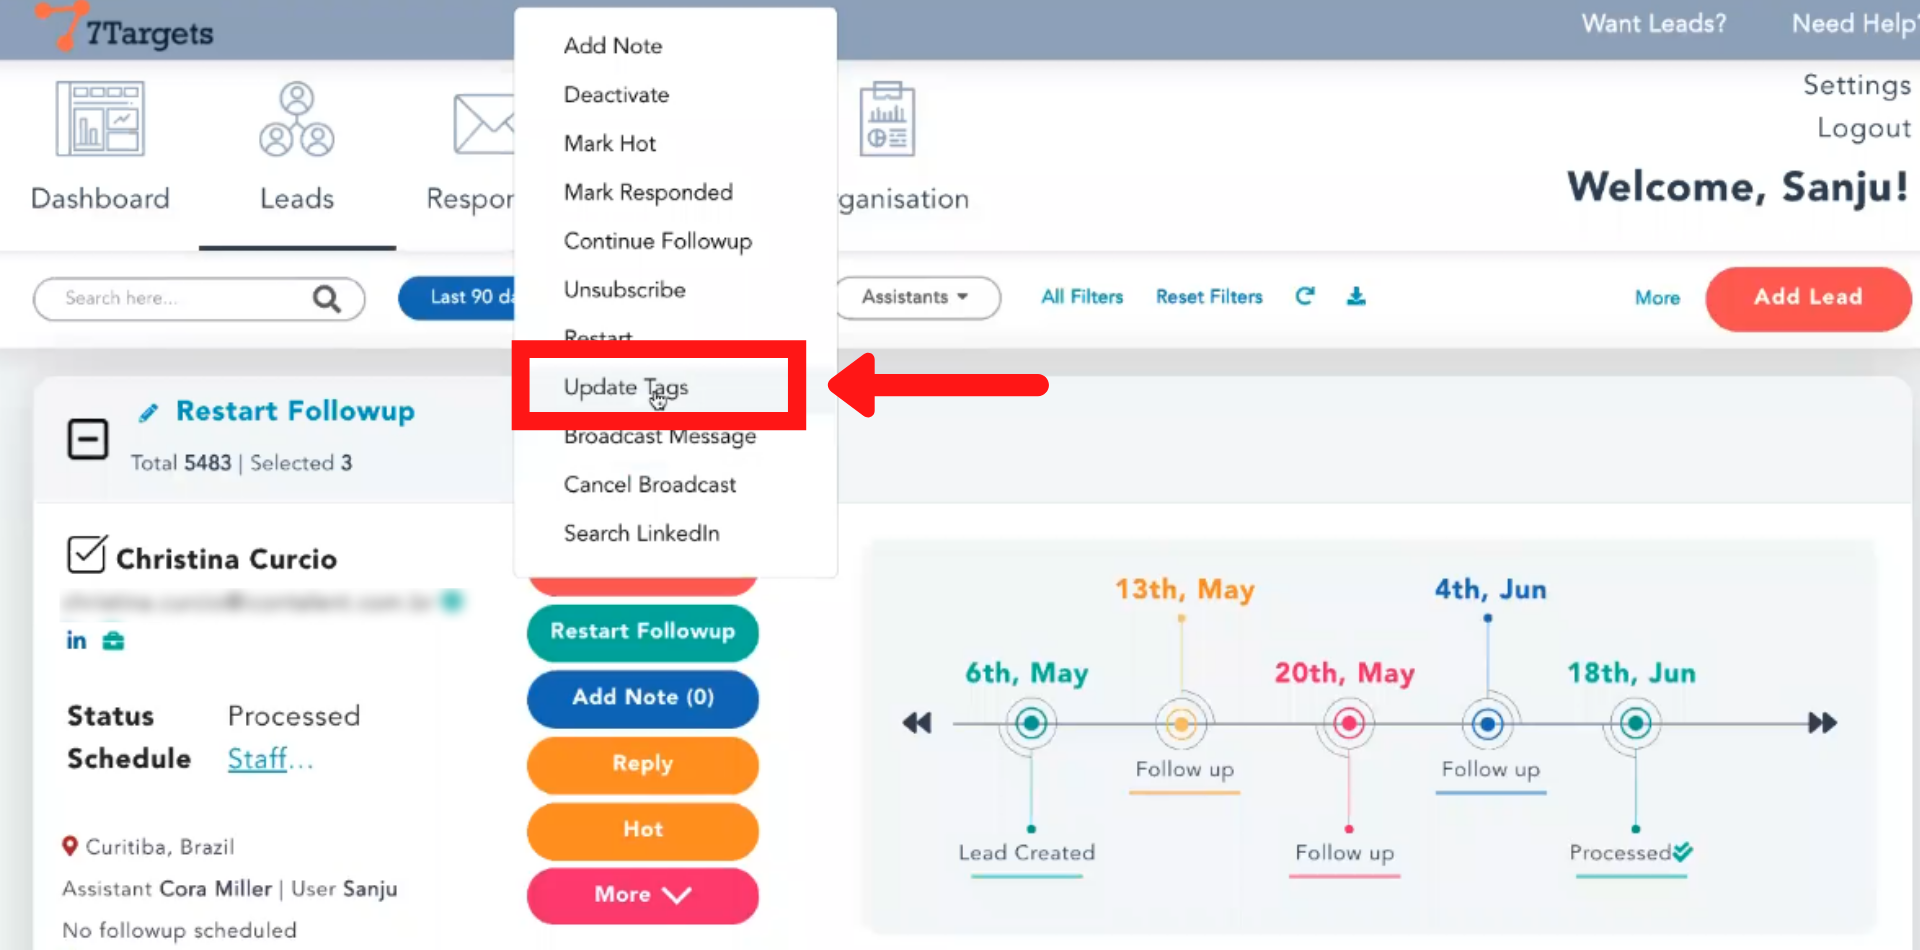 7Targets
Want Leads?
Need Help?
Settings
Logout
Welcome, Sanju!
Dashboard
Leads
Respon
ganisation
Add Note
Deactivate
Mark Hot
Mark Responded
Continue Followup
Unsubscribe
Restart
Update Tags
Broadcast Message
Cancel Broadcast
Search LinkedIn
Search here...
Last 90 da
Assistants
All Filters
Reset Filters
More
Add Lead
Restart Followup
Total 5483 | Selected 3
Christina Curcio
in
Status Processed
Schedule Staff...
Curitiba, Brazil
Assistant Cora Miller | User Sanju
No followup scheduled
Restart Followup
Add Note (0)
Reply
Hot
More
13th, May
4th, Jun
6th, May
20th, May
18th, Jun
Follow up
Follow up
Lead Created
Follow up
Processed